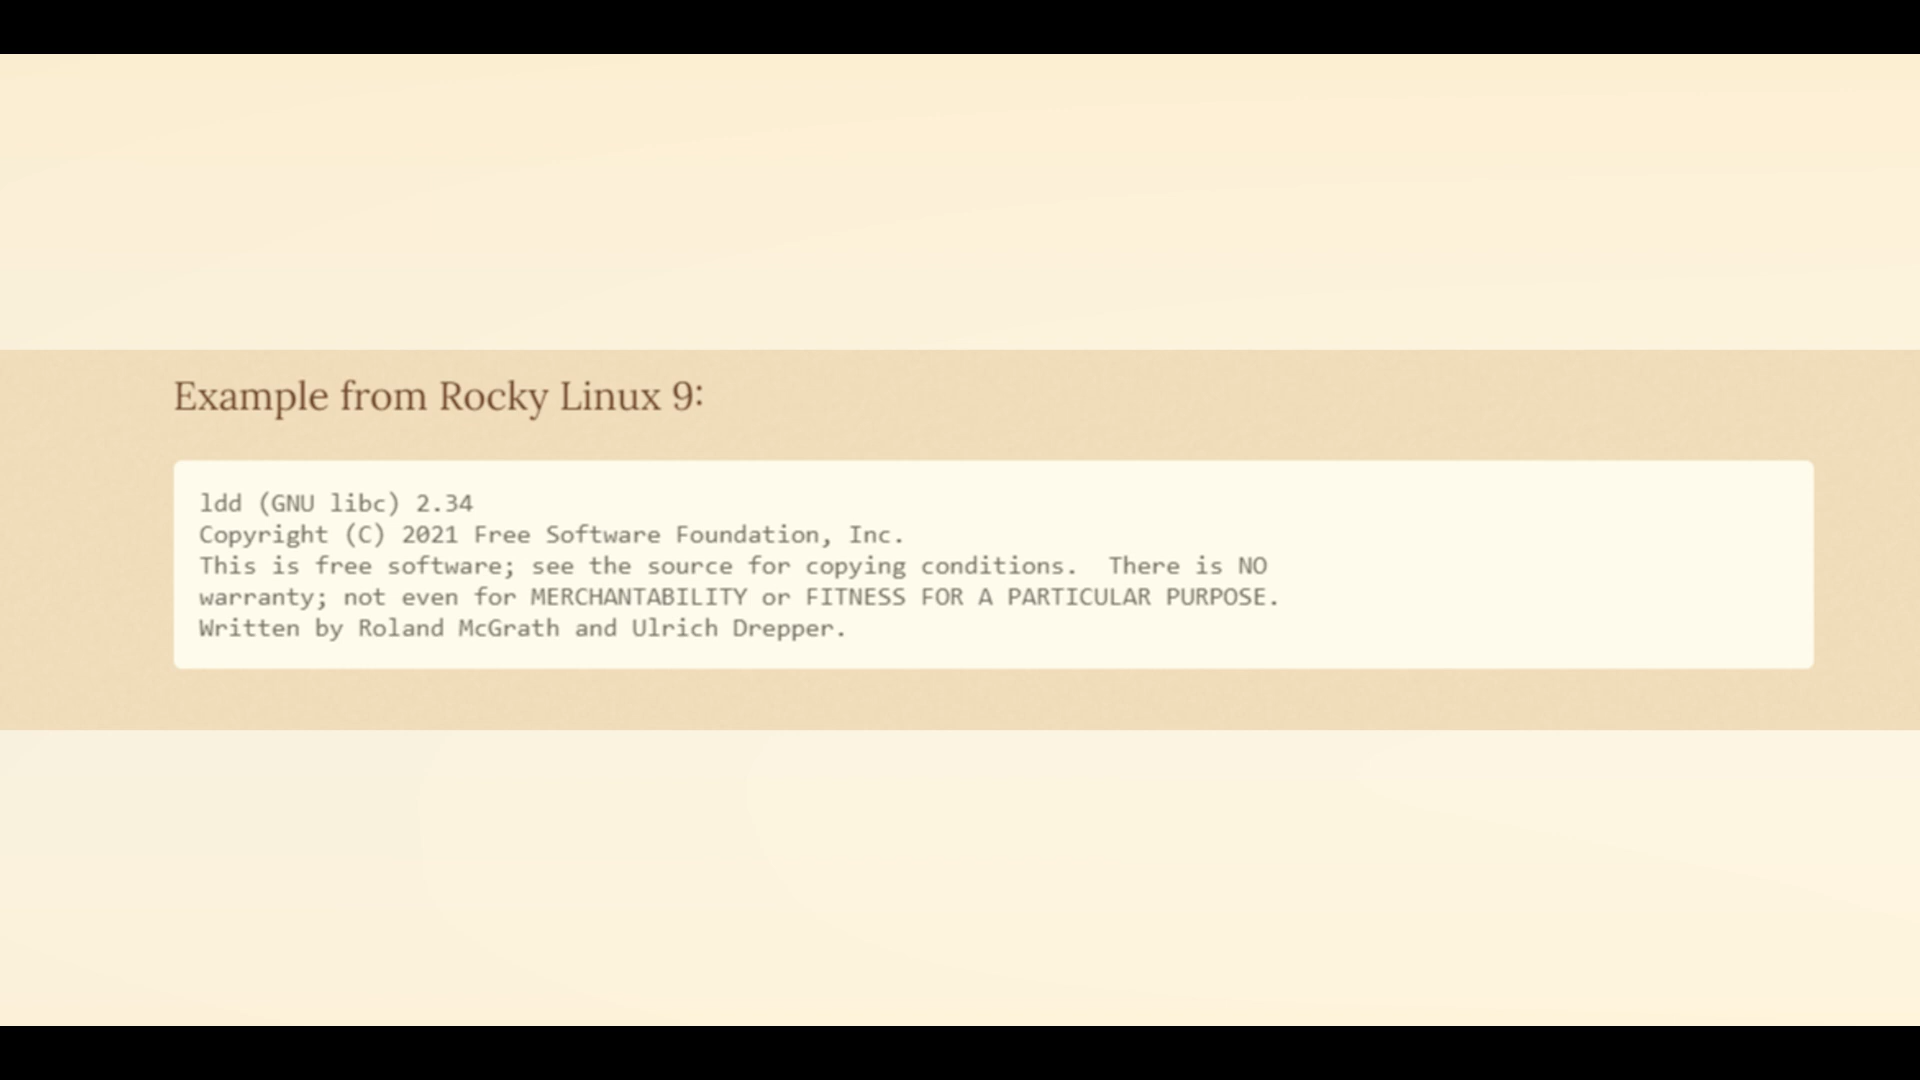 Example from Rocky Linux 9:
ldd (GNU libc) 2.34
Copyright (C) 2021 Free Software Foundation, Inc.
This is free software; see the source for copying conditions.  There is NO
warranty; not even for MERCHANTABILITY or FITNESS FOR A PARTICULAR PURPOSE.
Written by Roland McGrath and Ulrich Drepper.